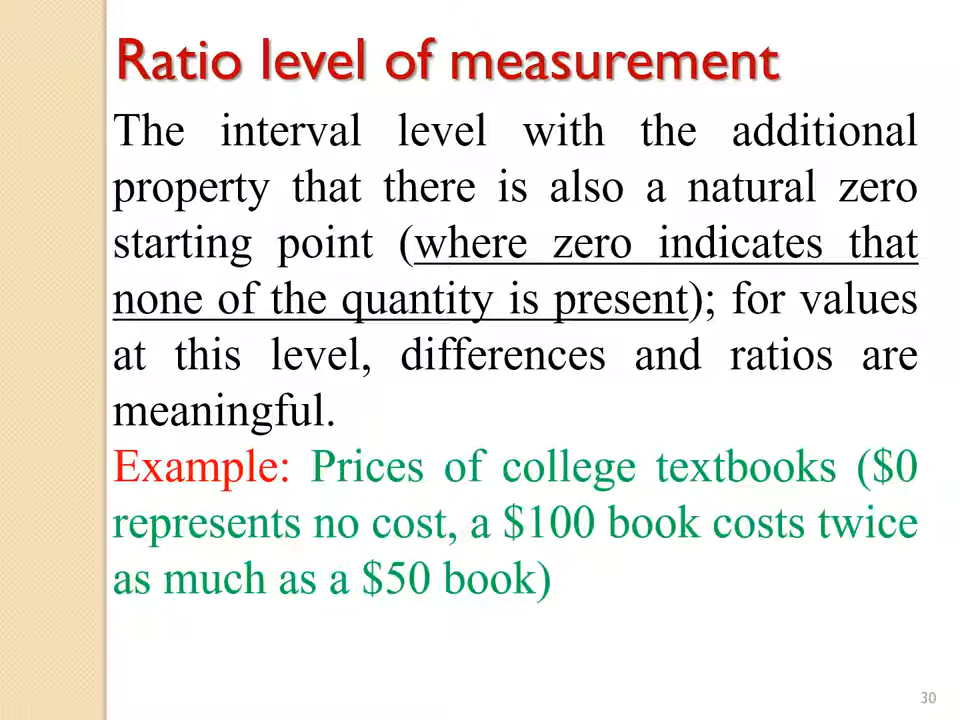 Ratio level of measurement
The interval level with the additional
property that there is also a natural zero
starting point (where zero indicates that
none of the quantity is present); for values
at this level, differences and ratios are
meaningful.
Example: Prices of college textbooks ($0
represents no cost, a $100 book costs twice
as much as a $50 book)
30